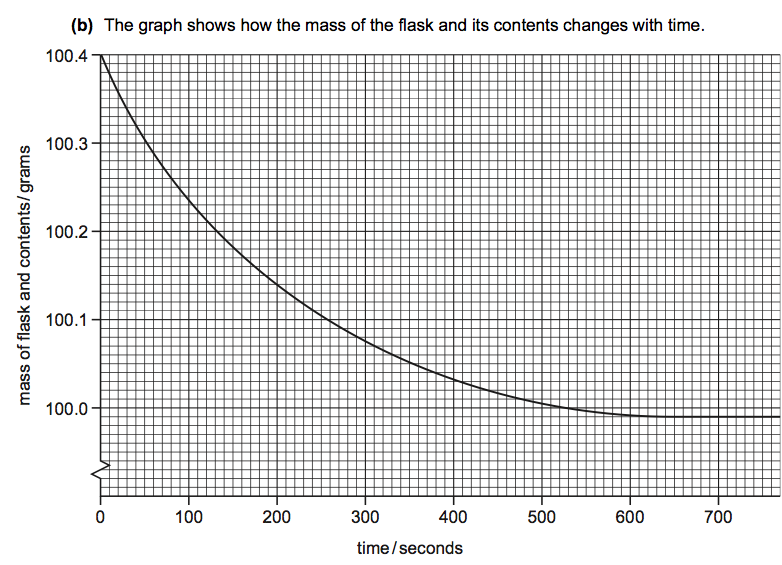 (b) The graph shows how the mass of the flask and its contents changes with time.
100.4
100.3
100.2
100.1
100.0
mass of flask and contents/grams
0 100 200 300 400 500 600 700
time/seconds